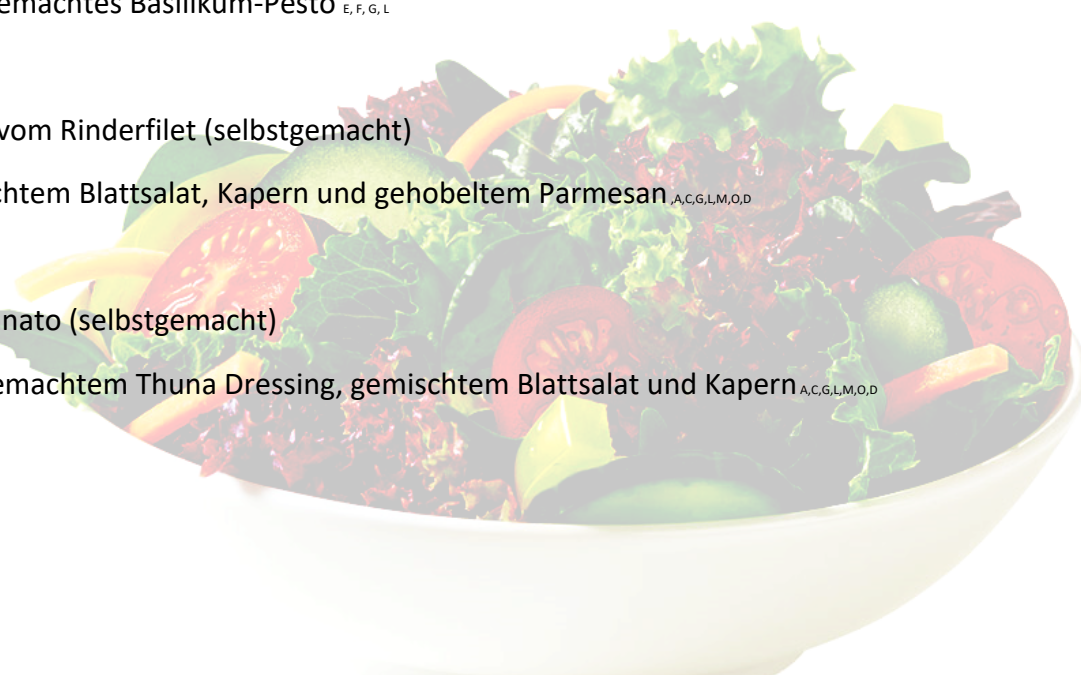 emachtes Basilikum-Pesto E, F, G, L
vom Rinderfilet (selbstgemacht)
chtem Blattsalat, Kapern und gehobeltem Parmesan ,A,C,G,L,M,O,D
nato (selbstgemacht)
emachtem Thuna Dressing, gemischtem Blattsalat und Kapern A,C,G,L,M,O,D